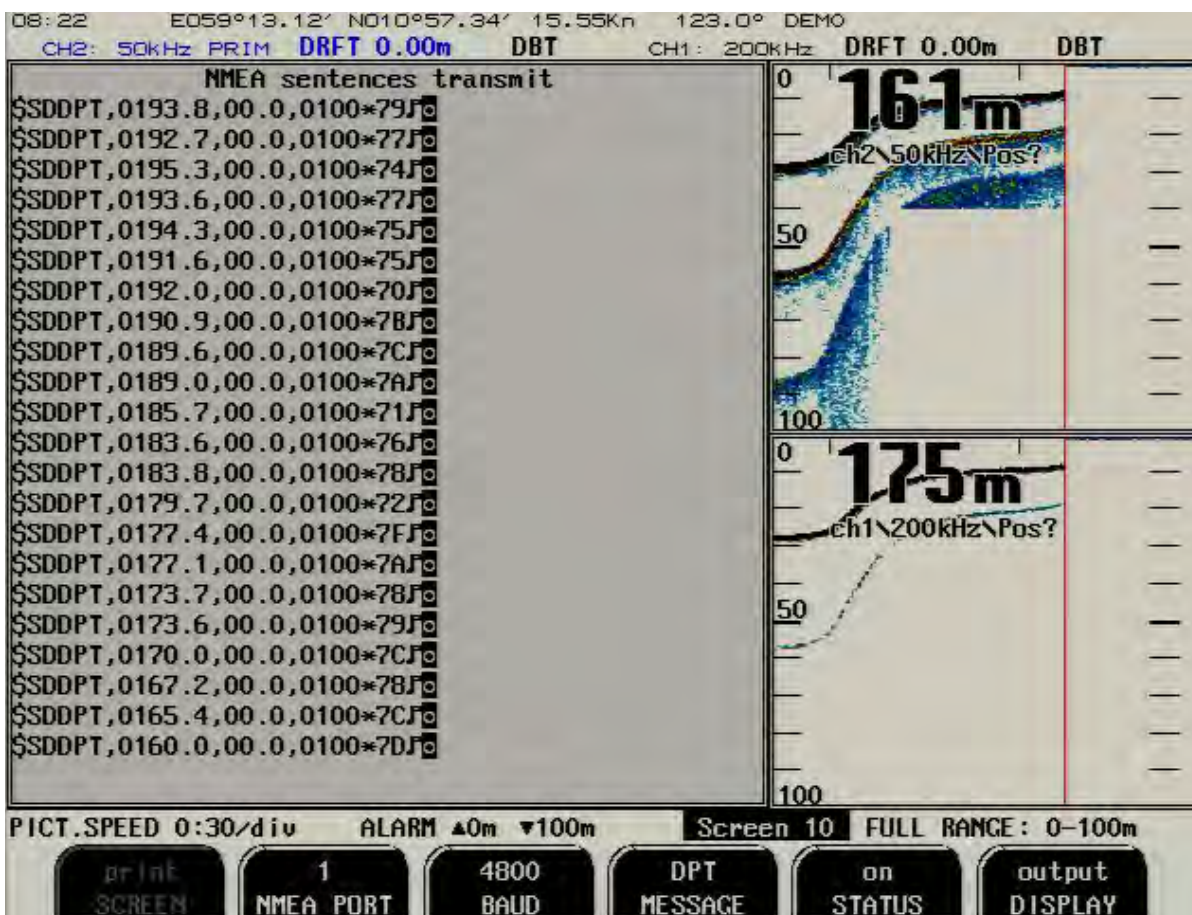 08:22 E059°13.12' N010°57.34' 15.55Kn 123.0° DEMO
CH2: 50kHz PRIM DRFT 0.00m DBT CH1: 200kHz DRFT 0.00m DBT
NMEA sentences transmit
$SDDPT,0193.8,00.0,0100*79
$SDDPT,0192.7,00.0,0100*77
$SDDPT,0195.3,00.0,0100*74
$SDDPT,0193.6,00.0,0100*77
$SDDPT,0194.3,00.0,0100*75
$SDDPT,0191.6,00.0,0100*75
$SDDPT,0192.0,00.0,0100*70
$SDDPT,0190.9,00.0,0100*7B
$SDDPT,0189.6,00.0,0100*7C
$SDDPT,0189.0,00.0,0100*7A
$SDDPT,0185.7,00.0,0100*71
$SDDPT,0183.6,00.0,0100*76
$SDDPT,0183.8,00.0,0100*78
$SDDPT,0179.7,00.0,0100*72
$SDDPT,0177.4,00.0,0100*7F
$SDDPT,0177.1,00.0,0100*7A
$SDDPT,0173.7,00.0,0100*78
$SDDPT,0173.6,00.0,0100*79
$SDDPT,0170.0,00.0,0100*7C
$SDDPT,0167.2,00.0,0100*78
$SDDPT,0165.4,00.0,0100*7C
$SDDPT,0160.0,00.0,0100*7D
0
161m
ch2\50kHz\Pos?
50
100
0
175m
ch1\200kHz\Pos?
50
100
PICT.SPEED 0:30/div ALARM ▲0m ▼100m Screen 10 FULL RANGE: 0-100m
print 1 4800 DPT on output
SCREEN NMEA PORT BAUD MESSAGE STATUS DISPLAY